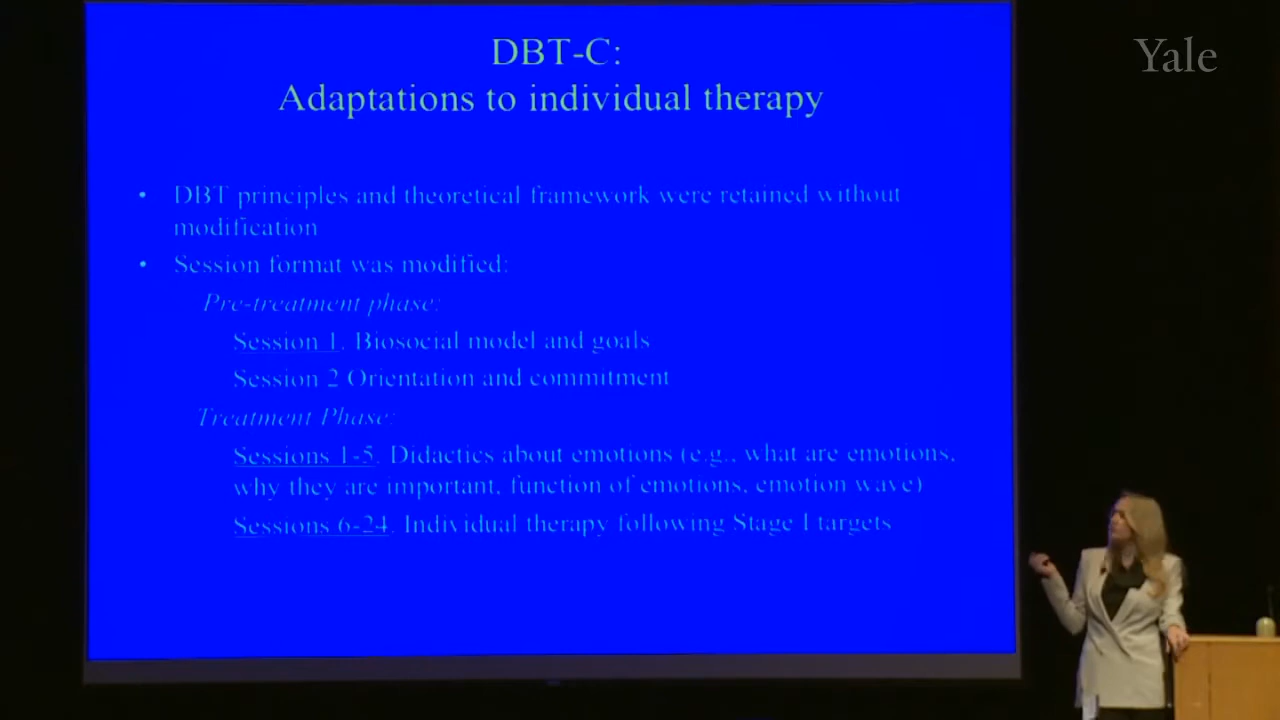 DBT-C:
Adaptations to individual therapy
Yale
• DBT principles and theoretical framework were retained without
modification
• Session format was modified:
Pre-treatment phase:
Session 1. Biosocial model and goals
Session 2 Orientation and commitment
Treatment Phase:
Sessions 1-5. Didactics about emotions (e.g., what are emotions,
why they are important, function of emotions, emotion wave)
Sessions 6-24. Individual therapy following Stage I targets